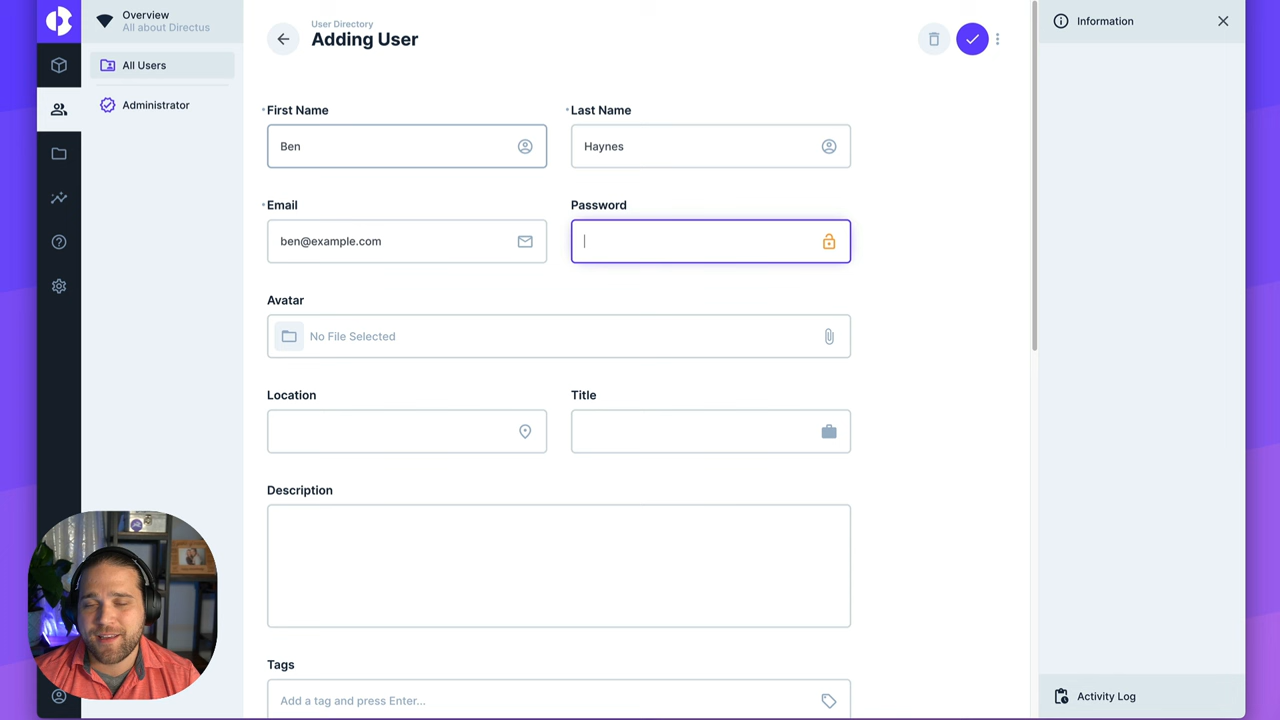 Overview
All about Directus
All Users
Administrator
User Directory
Adding User
First Name
Last Name
Ben
Haynes
Email
Password
ben@example.com
Avatar
No File Selected
Location
Title
Description
Tags
Add a tag and press Enter...
Information
Activity Log